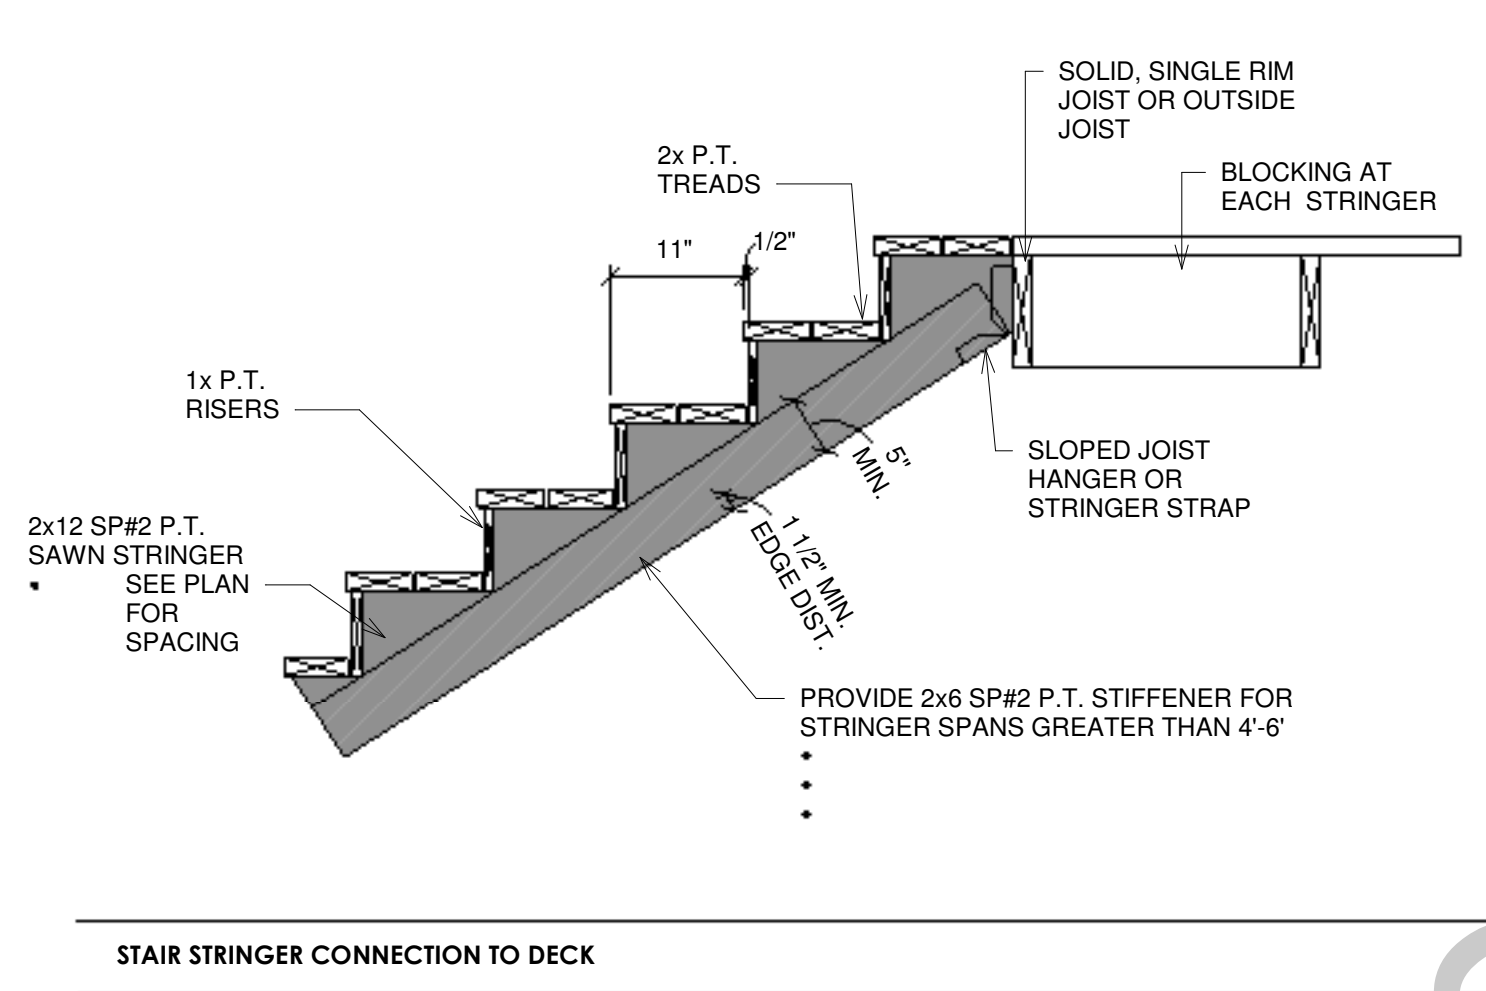 SOLID, SINGLE RIM
JOIST OR OUTSIDE
JOIST
BLOCKING AT
EACH STRINGER
2x P.T.
TREADS
11"
1/2"
1x P.T.
RISERS
2x12 SP#2 P.T.
SAWN STRINGER
SEE PLAN
FOR
SPACING
5"
MIN.
1 1/2" MIN.
EDGE DIST.
SLOPED JOIST
HANGER OR
STRINGER STRAP
PROVIDE 2x6 SP#2 P.T. STIFFENER FOR
STRINGER SPANS GREATER THAN 4'-6'
STAIR STRINGER CONNECTION TO DECK